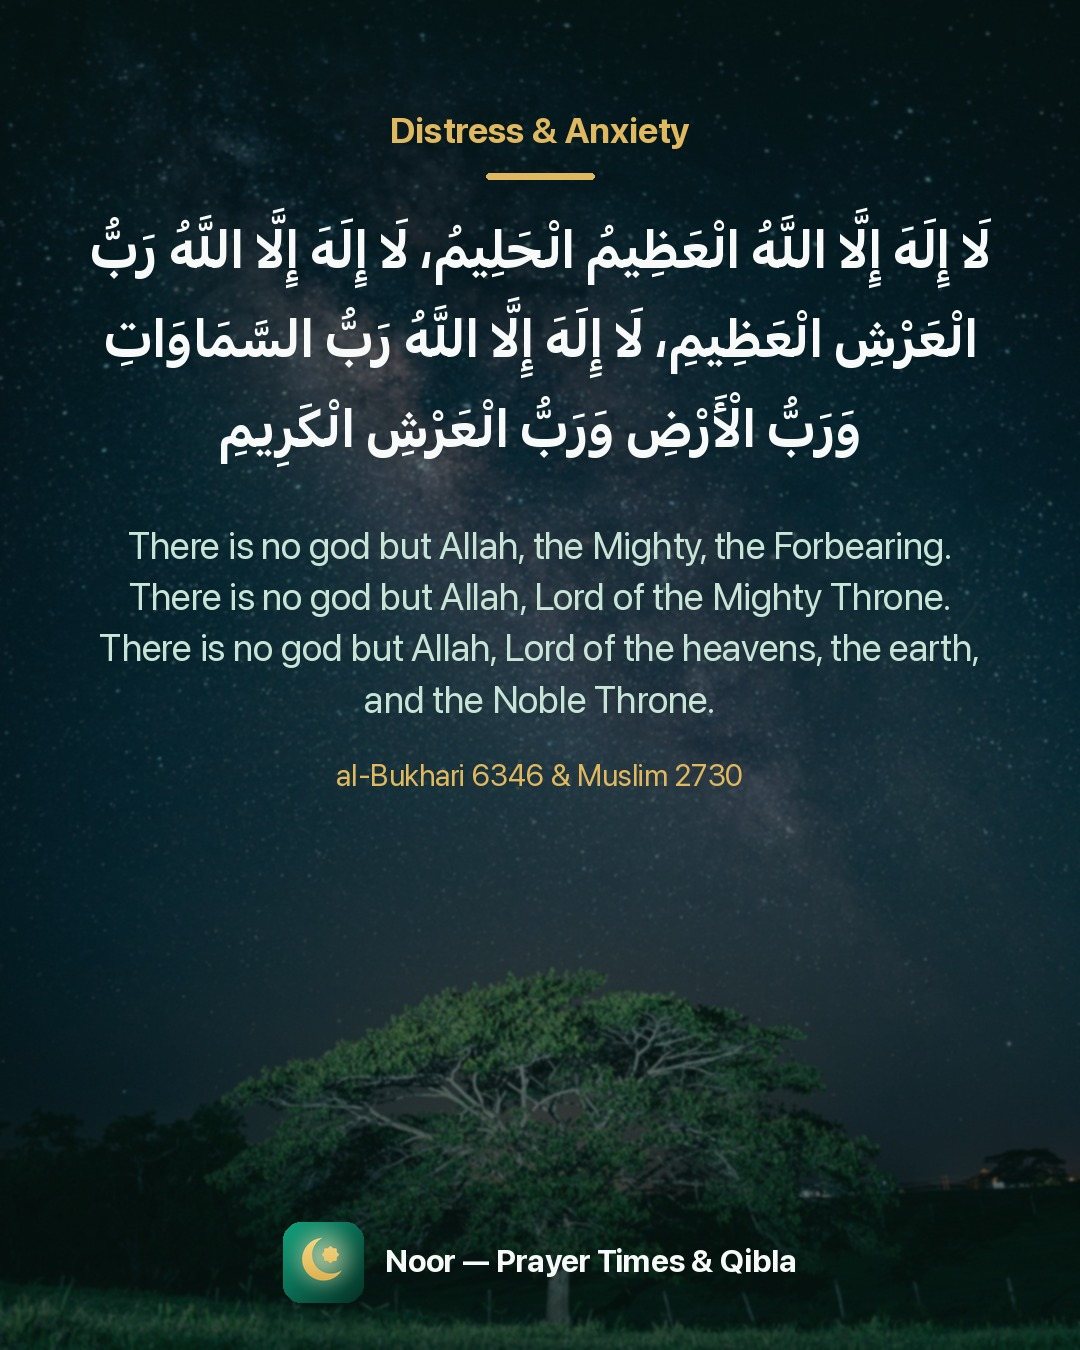 Distress & Anxiety
لَا إِلَهَ إِلَّا اللَّهُ الْعَظِيمُ الْحَلِيمُ، لَا إِلَهَ إِلَّا اللَّهُ رَبُّ
الْعَرْشِ الْعَظِيمِ، لَا إِلَهَ إِلَّا اللَّهُ رَبُّ السَّمَاوَاتِ
وَرَبُّ الْأَرْضِ وَرَبُّ الْعَرْشِ الْكَرِيمِ
There is no god but Allah, the Mighty, the Forbearing.
There is no god but Allah, Lord of the Mighty Throne.
There is no god but Allah, Lord of the heavens, the earth,
and the Noble Throne.
al-Bukhari 6346 & Muslim 2730
Noor — Prayer Times & Qibla